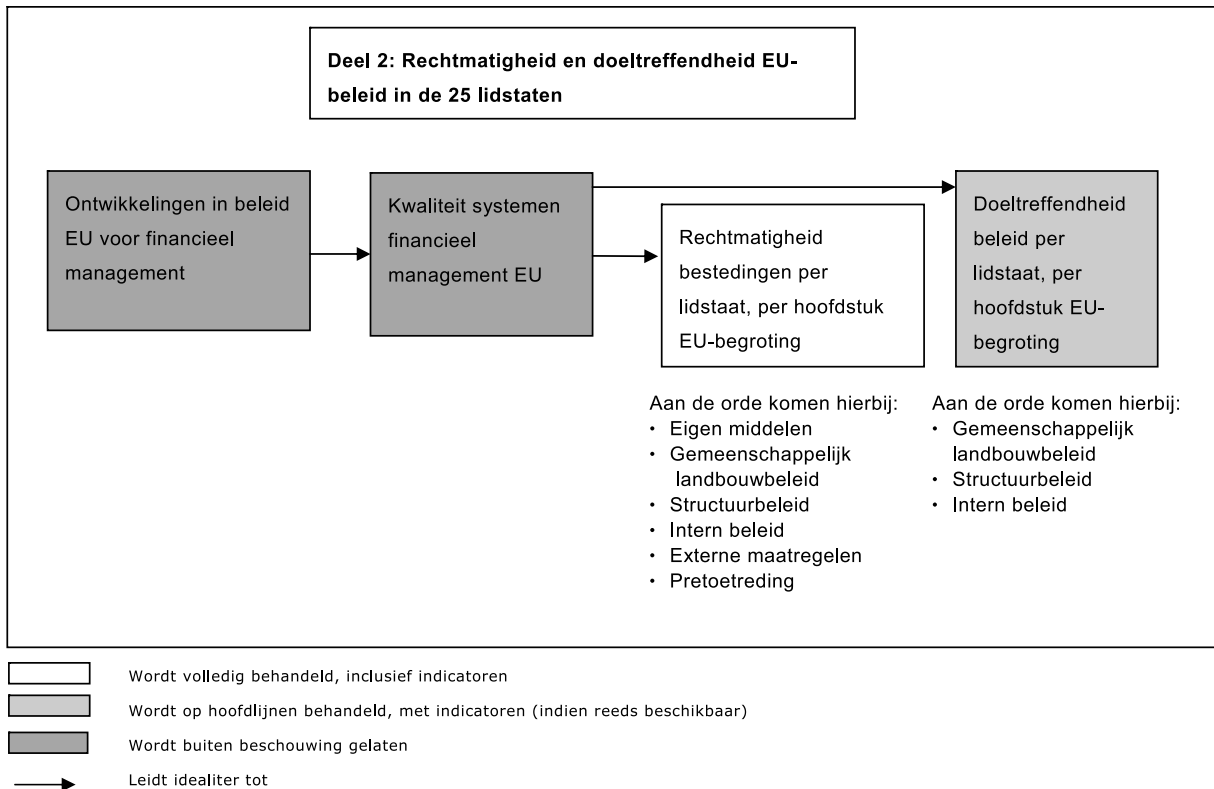 Deel 2: Rechtmatigheid en doeltreffendheid EU-
beleid in de 25 lidstaten
Ontwikkelingen in beleid
EU voor financieel
management
Kwaliteit systemen
financieel
management EU
Rechtmatigheid
bestedingen per
lidstaat, per hoofdstuk
EU-begroting
Doeltreffendheid
beleid per
lidstaat, per
hoofdstuk EU-
begroting
Aan de orde komen hierbij:
• Eigen middelen
• Gemeenschappelijk
landbouwbeleid
• Structuurbeleid
• Intern beleid
• Externe maatregelen
• Pretoetreding
Aan de orde komen hierbij:
• Gemeenschappelijk
landbouwbeleid
• Structuurbeleid
• Intern beleid
Wordt volledig behandeld, inclusief indicatoren
Wordt op hoofdlijnen behandeld, met indicatoren (indien reeds beschikbaar)
Wordt buiten beschouwing gelaten
Leidt idealiter tot